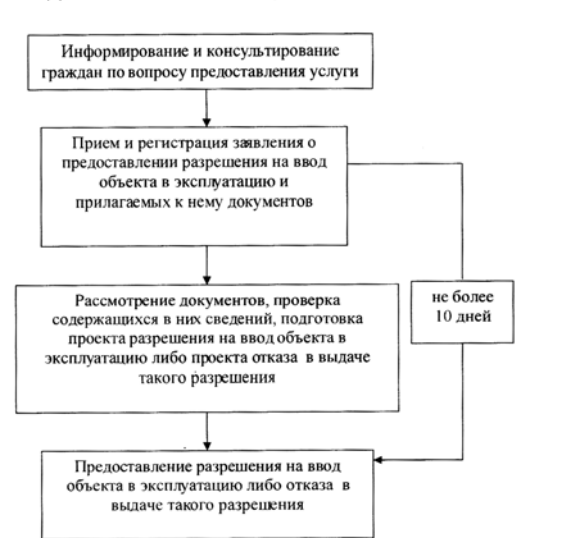 Информирование и консультирование
граждан по вопросу предоставления услуги
Прием и регистрация заявления о
предоставлении разрешения на ввод
объекта в эксплуатацию и
прилагаемых к нему документов
Рассмотрение документов, проверка
содержащихся в них сведений, подготовка
проекта разрешения на ввод объекта в
эксплуатацию либо проекта отказа в выдаче
такого разрешения
не более
10 дней
Предоставление разрешения на ввод
объекта в эксплуатацию либо отказа в
выдаче такого разрешения